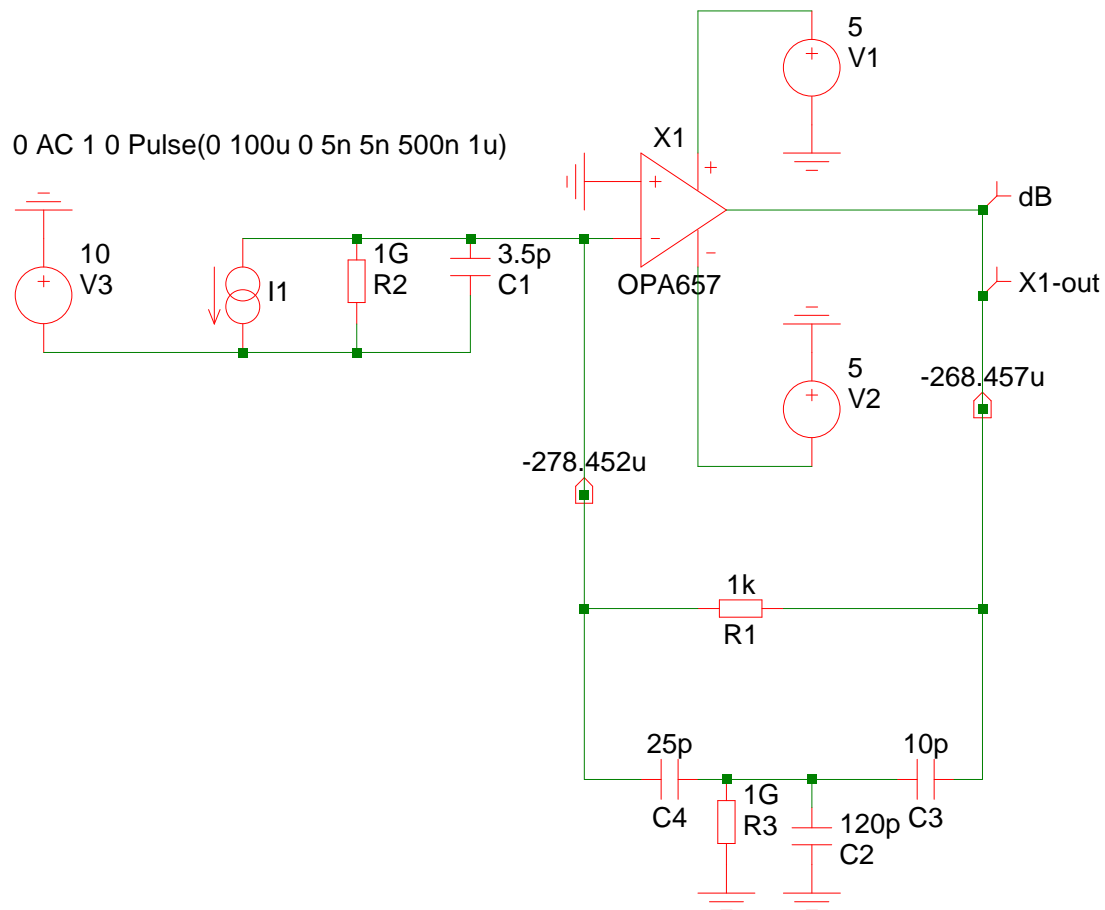 5
V1
0 AC 1 0 Pulse(0 100u 0 5n 5n 500n 1u)
X1
dB
10
V3
I1
1G
R2
3.5p
C1
OPA657
X1-out
5
V2
-268.457u
-278.452u
1k
R1
25p
C4
10p
C3
1G
R3
120p
C2